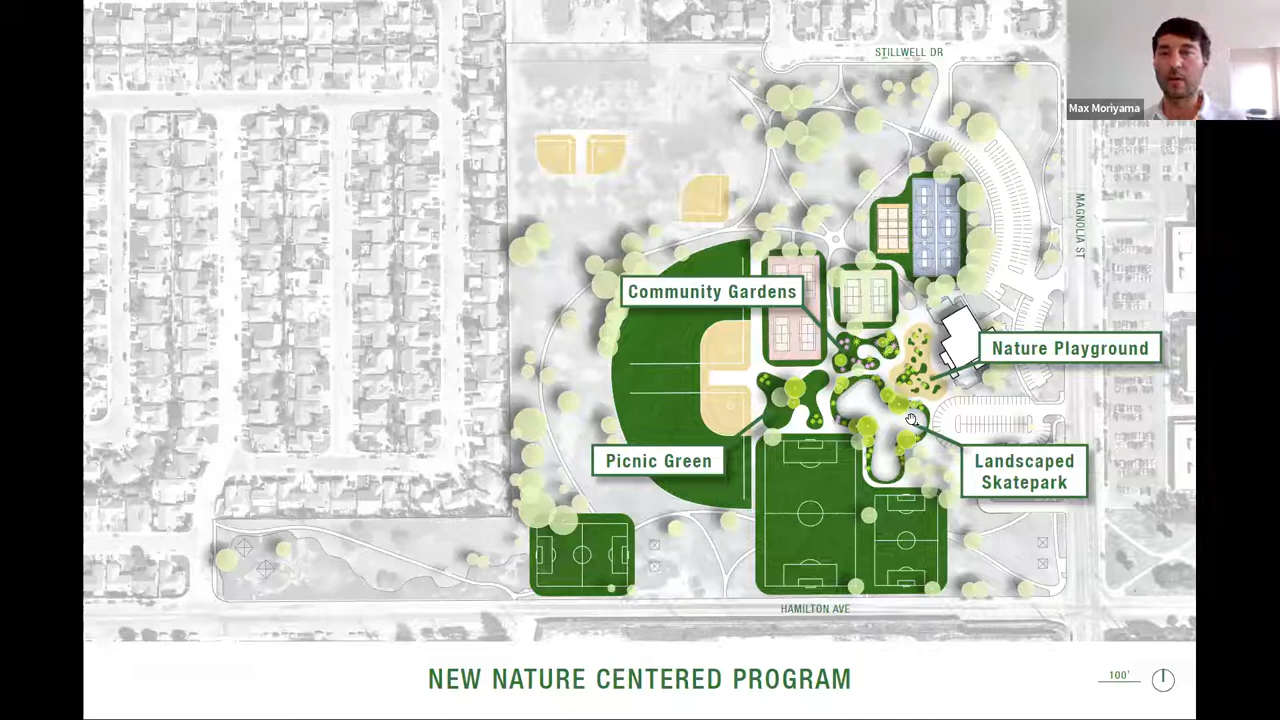 STILLWELL DR
Max Moriyama
MAGNOLIA ST
Community Gardens
Nature Playground
Picnic Green
Landscaped
Skatepark
HAMILTON AVE
NEW NATURE CENTERED PROGRAM
100'